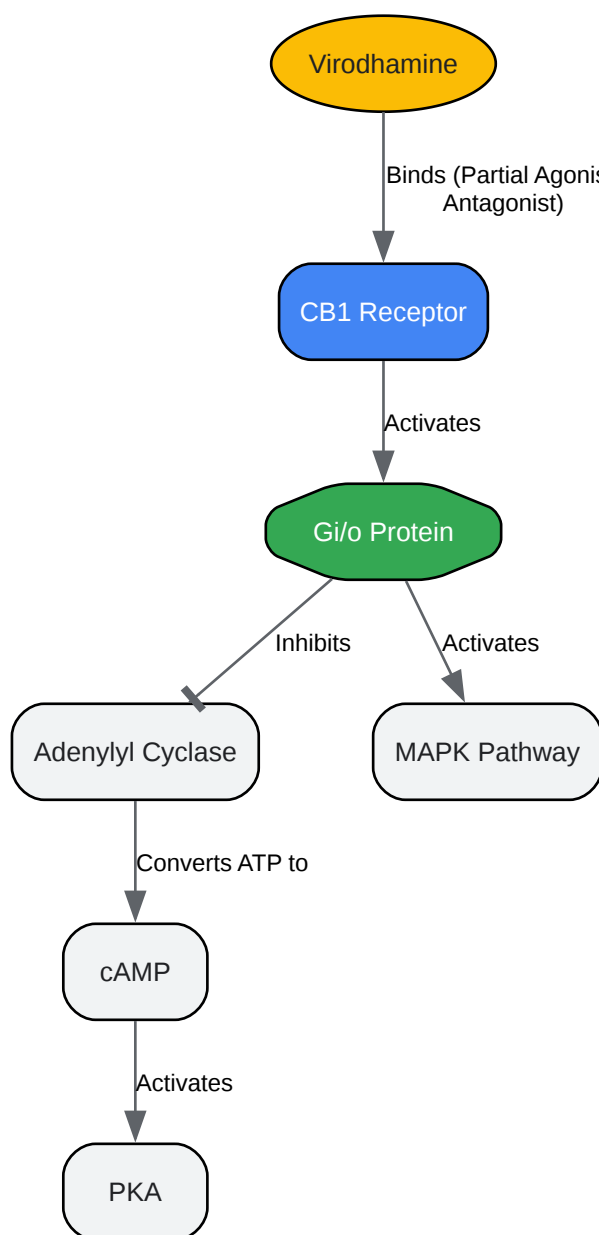 Virodhamine
Binds (Partial Agonis
Antagonist)
CB1 Receptor
Activates
Gi/o Protein
Inhibits
Activates
Adenylyl Cyclase
MAPK Pathway
Converts ATP to
cAMP
Activates
PKA